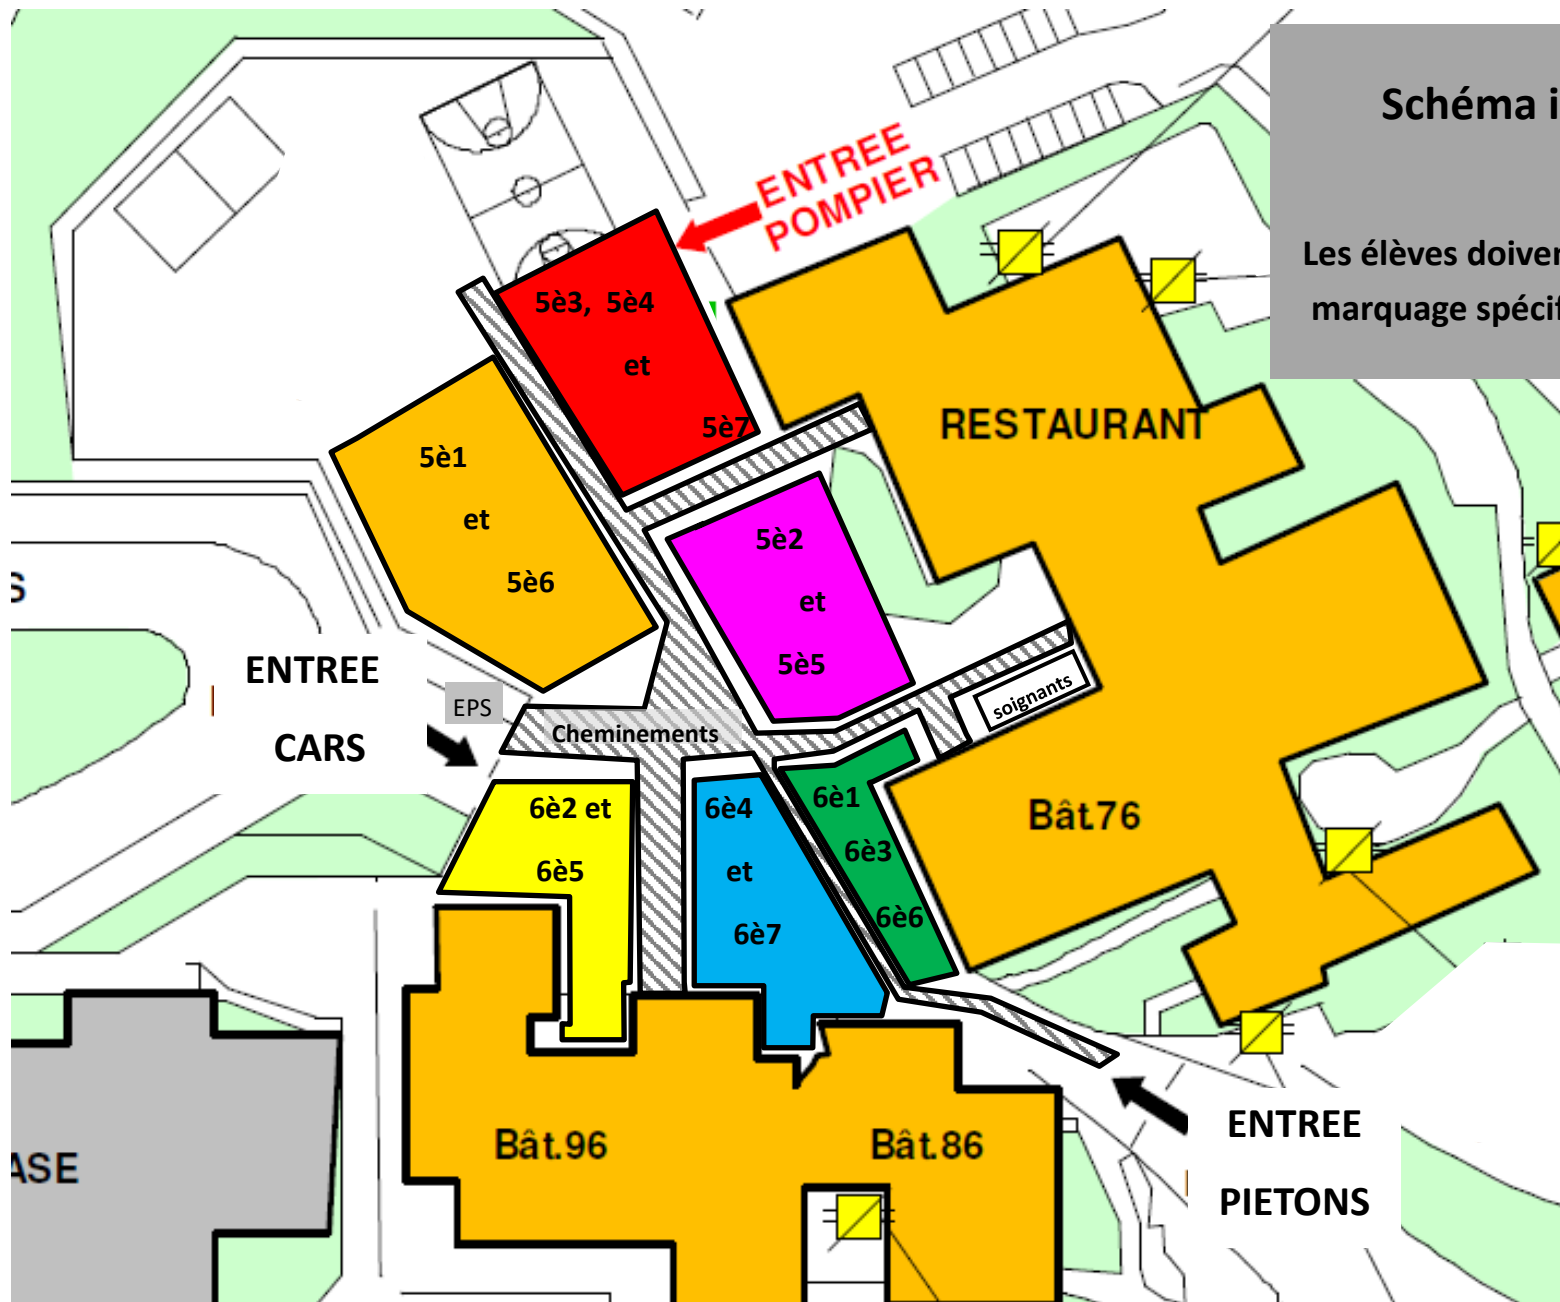 Schéma i
Les élèves doiver
marquage spécif
ENTREE
POMPIER
5è3, 5è4
et
5è7
RESTAURANT
5è1
et
5è6
5è2
et
5è5
S
ENTREE
CARS
EPS
soignants
Cheminements
6è2 et
6è5
6è4
et
6è7
6è1
6è3
6è6
Bât.76
Bât.96
Bât.86
ASE
ENTREE
PIETONS